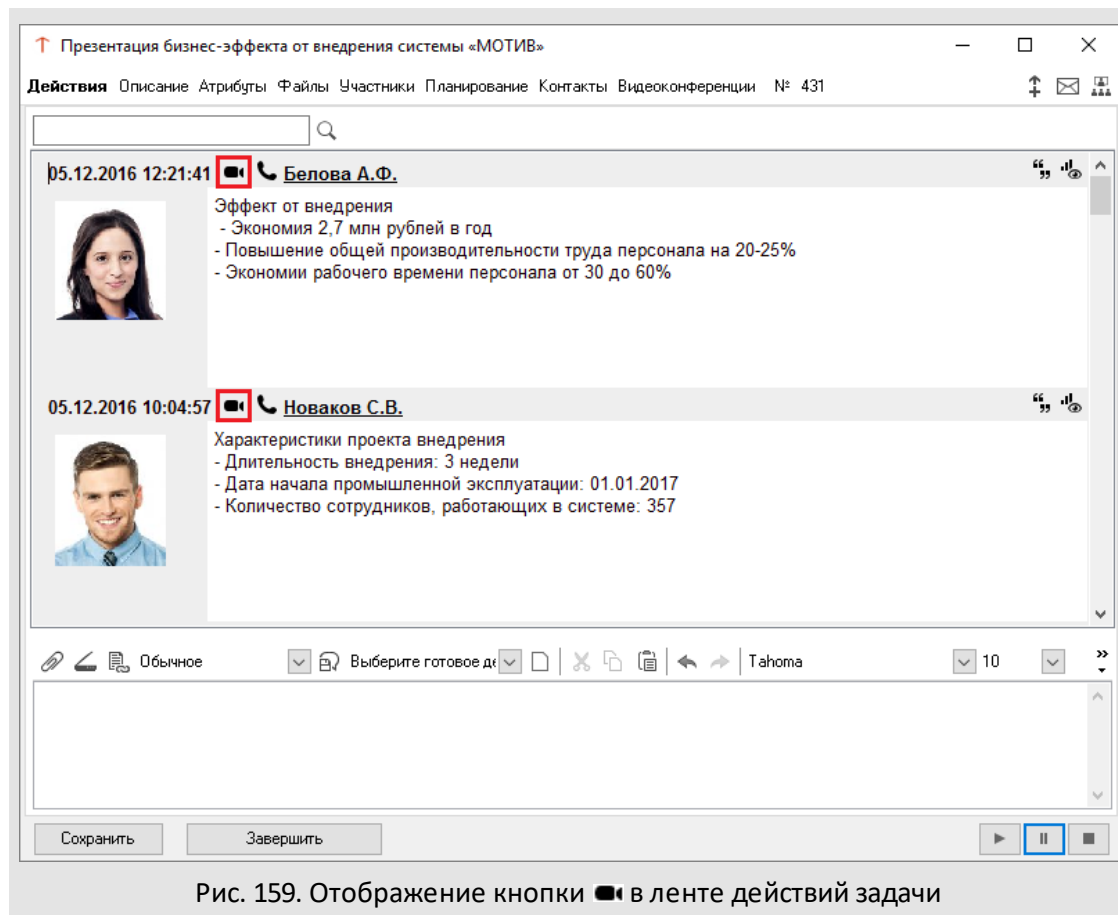 Презентация бизнес-эффекта от внедрения системы «МОТИВ»
Действия Описание Атрибуты Файлы Участники Планирование Контакты Видеоконференции № 431
05.12.2016 12:21:41 Белова А.Ф.
Эффект от внедрения
- Экономия 2,7 млн рублей в год
- Повышение общей производительности труда персонала на 20-25%
- Экономии рабочего времени персонала от 30 до 60%
05.12.2016 10:04:57 Новаков С.В.
Характеристики проекта внедрения
- Длительность внедрения: 3 недели
- Дата начала промышленной эксплуатации: 01.01.2017
- Количество сотрудников, работающих в системе: 357
Обычное Выберите готовое де Tahoma 10
Сохранить Завершить
Рис. 159. Отображение кнопки в ленте действий задачи